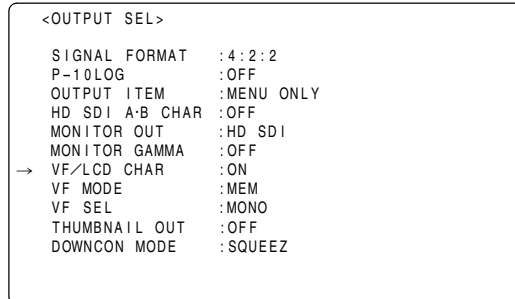 <OUTPUT SEL>
SIGNAL FORMAT :4:2:2
P-10LOG :OFF
OUTPUT ITEM :MENU ONLY
HD SDI A·B CHAR :OFF
MONITOR OUT :HD SDI
MONITOR GAMMA :OFF
→ VF/LCD CHAR :ON
VF MODE :MEM
VF SEL :MONO
THUMBNAIL OUT :OFF
DOWNCON MODE :SQUEEZ